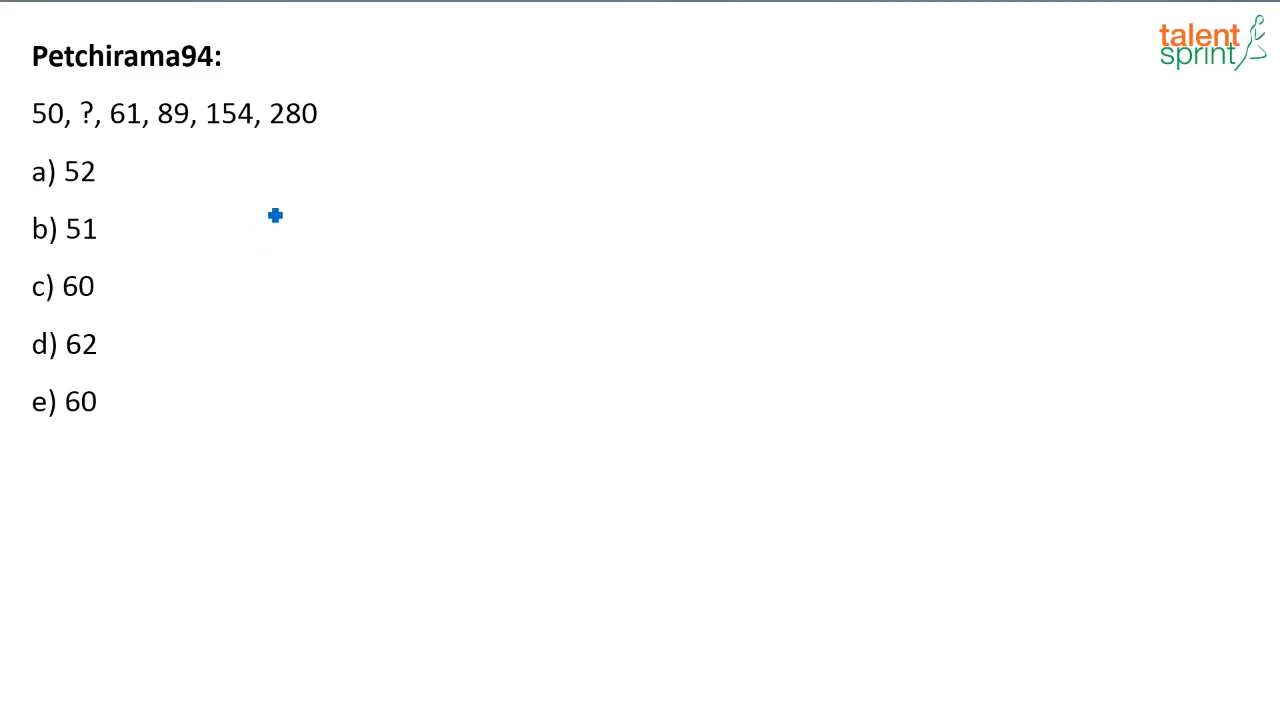 talent
sprint
Petchirama94:
50, ?, 61, 89, 154, 280
a) 52
b) 51
c) 60
d) 62
e) 60